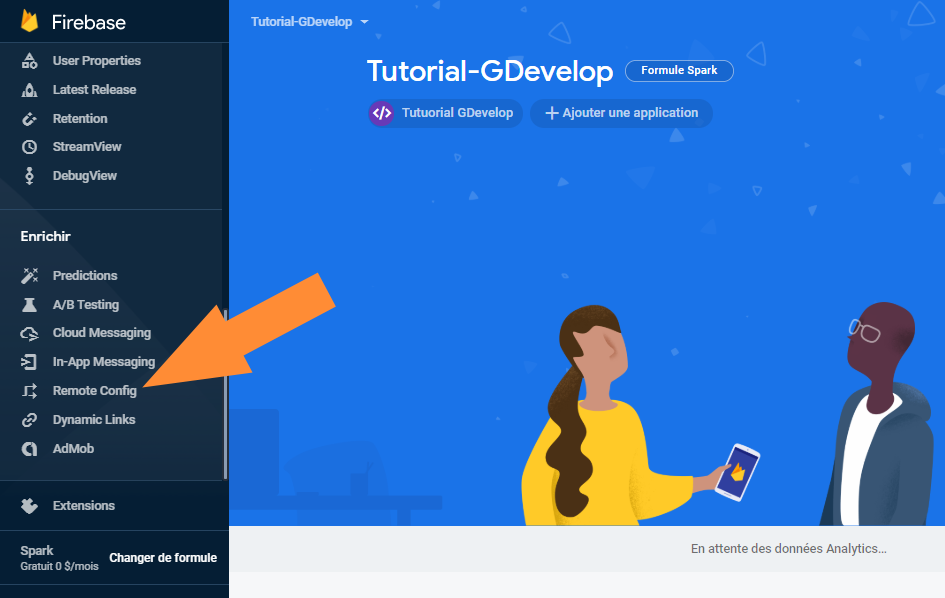 Firebase
User Properties
Latest Release
Retention
StreamView
DebugView
Enrichir
Predictions
A/B Testing
Cloud Messaging
In-App Messaging
Remote Config
Dynamic Links
AdMob
Extensions
Spark
Gratuit 0 $/mois
Changer de formule
Tutorial-GDevelop
Tutorial-GDevelop
Formule Spark
Tutuorial GDevelop
Ajouter une application
En attente des données Analytics...